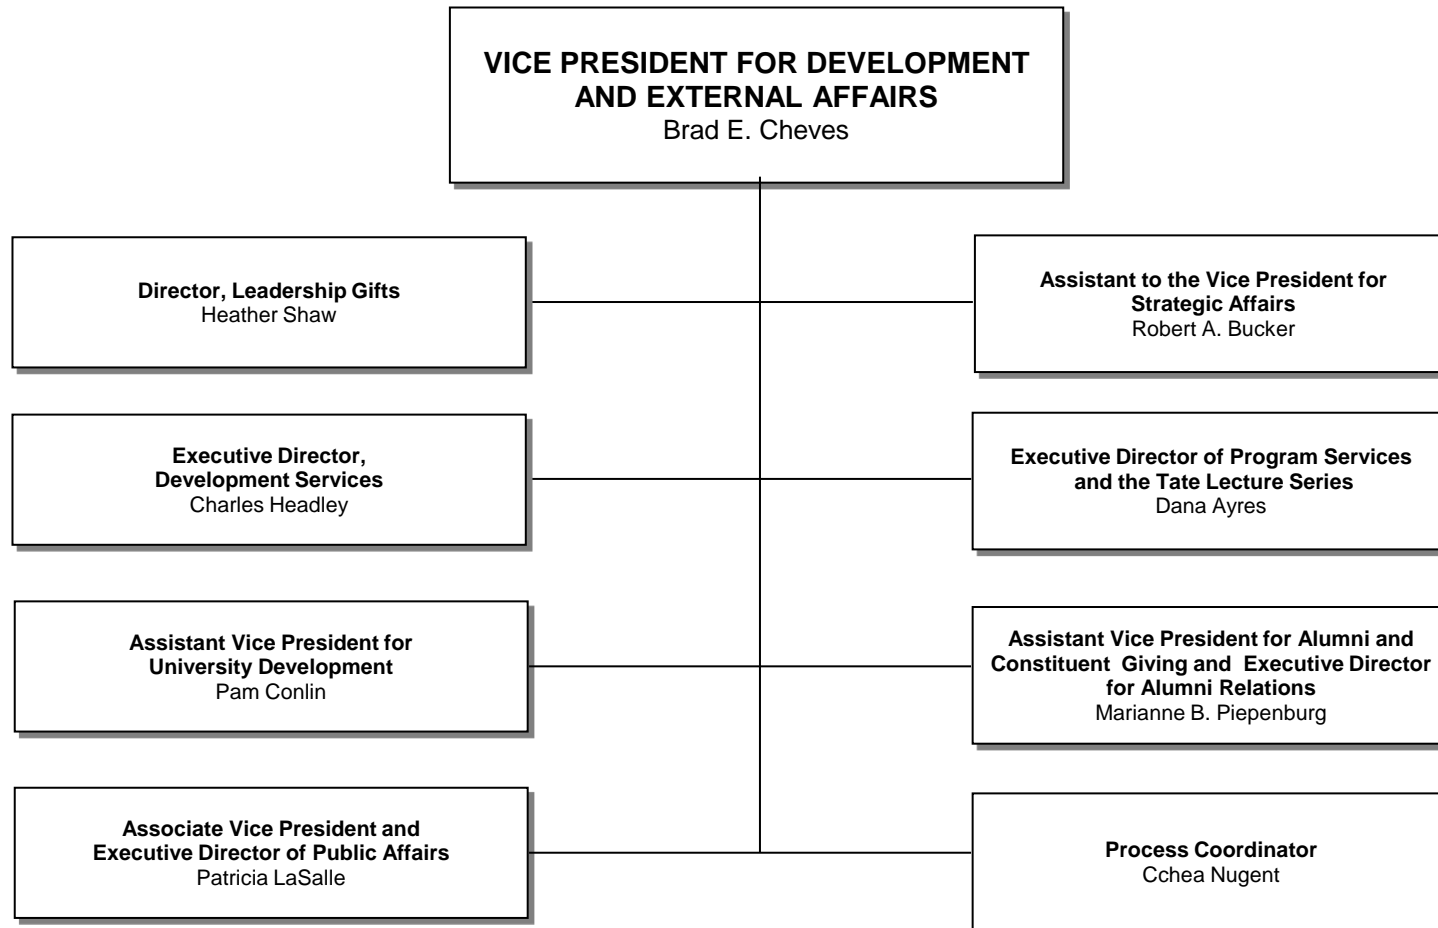 VICE PRESIDENT FOR DEVELOPMENT
AND EXTERNAL AFFAIRS
Brad E. Cheves
Director, Leadership Gifts
Heather Shaw
Assistant to the Vice President for
Strategic Affairs
Robert A. Bucker
Executive Director,
Development Services
Charles Headley
Executive Director of Program Services
and the Tate Lecture Series
Dana Ayres
Assistant Vice President for
University Development
Pam Conlin
Assistant Vice President for Alumni and
Constituent Giving and Executive Director
for Alumni Relations
Marianne B. Piepenburg
Associate Vice President and
Executive Director of Public Affairs
Patricia LaSalle
Process Coordinator
Cchea Nugent